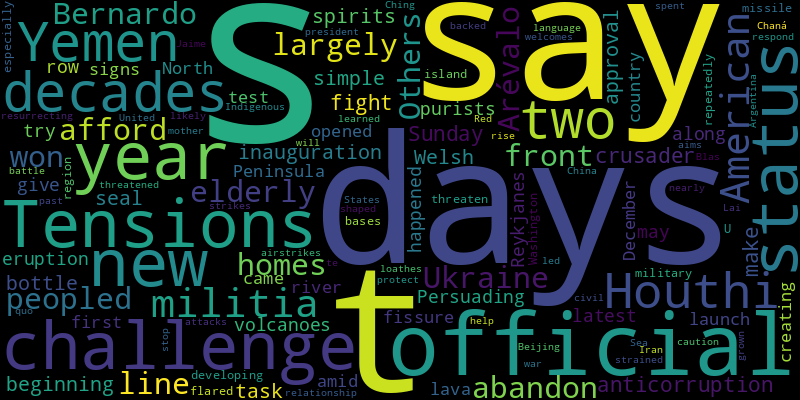 especially Bernardo S spirits Ching language say missile
president backed welcomes spent Chaná
Yemen largely Others Arévalo approval respond
row signs North Jaime simple island country American status
decades test fight purists repeatedly Argentina
resurrecting Indigenous United likely mother learned Red
try afford opened Sunday two along
battle year inauguration will rise
won region Peninsula Welsh front crusader
give elderly days China aims Bias
threatened seal States nearly
past strikes shaped threaten Reykjanes Washington December may Lai
Tensions bases happened U
eruption new homes airstrikes te led make
bottle came loathes Ukraine military civil
peopled river protect Persuading Houthi
quo militia t fissure latest launch creating
first attacks volcanoes official
challenge stop help Sea caution
Beijing Iran grown
war strained
beginning line developing amid lava abandon anticorruption
flared task relationship